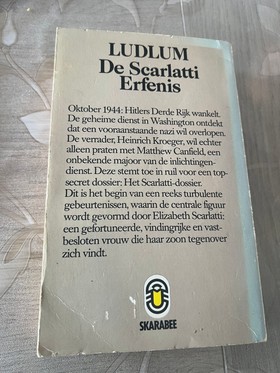 LUDLUM
De Scarlatti
Erfenis
Oktober 1944: Hitlers Derde Rijk wankelt.
De geheime dienst in Washington ontdekt
dat een vooraanstaande nazi wil overlopen.
De verrader, Heinrich Kroeger, wil echter
alleen praten met Matthew Canfield, een
onbekende majoor van de inlichtingen-
dienst. Deze stemt toe in ruil voor een top-
secret dossier: Het Scarlatti-dossier.
Dit is het begin van een reeks turbulente
gebeurtenissen, waarin de centrale figuur
wordt gevormd door Elizabeth Scarlatti:
een gefortuneerde, vindingrijke en vast-
besloten vrouw die haar zoon tegenover
zich vindt.
SKARABEE